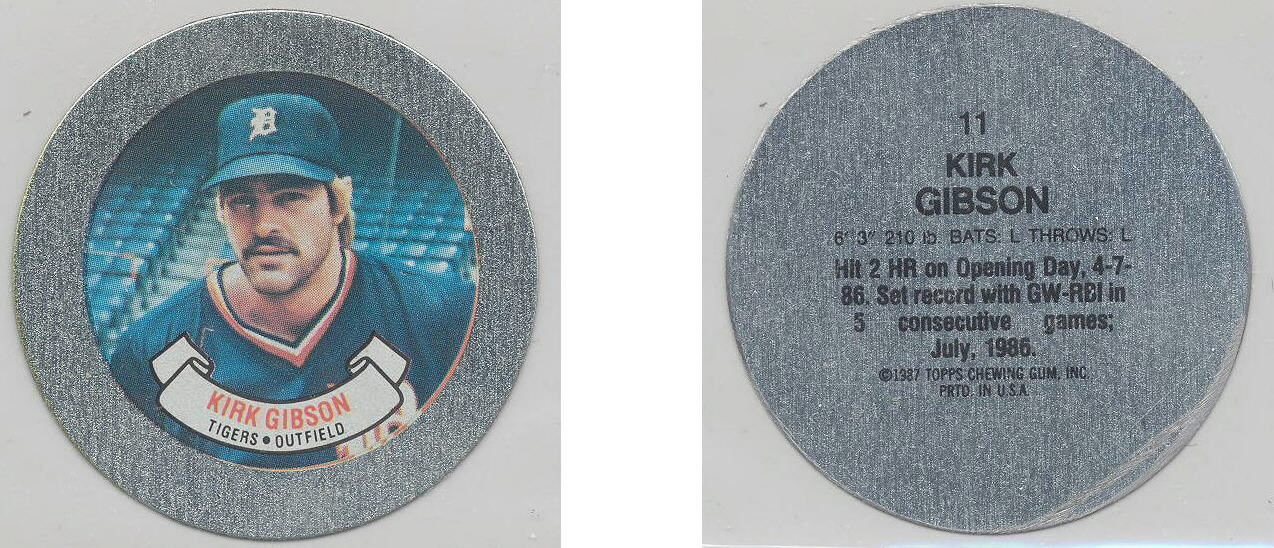 D
KIRK GIBSON
TIGERS • OUTFIELD
11
KIRK
GIBSON
6' 3" 210 lb. BATS: L THROWS: L
Hit 2 HR on Opening Day, 4-7-
86. Set record with GW-RBI in
5 consecutive games;
July, 1986.
©1987 TOPPS CHEWING GUM, INC.
PRTD. IN U.S.A.